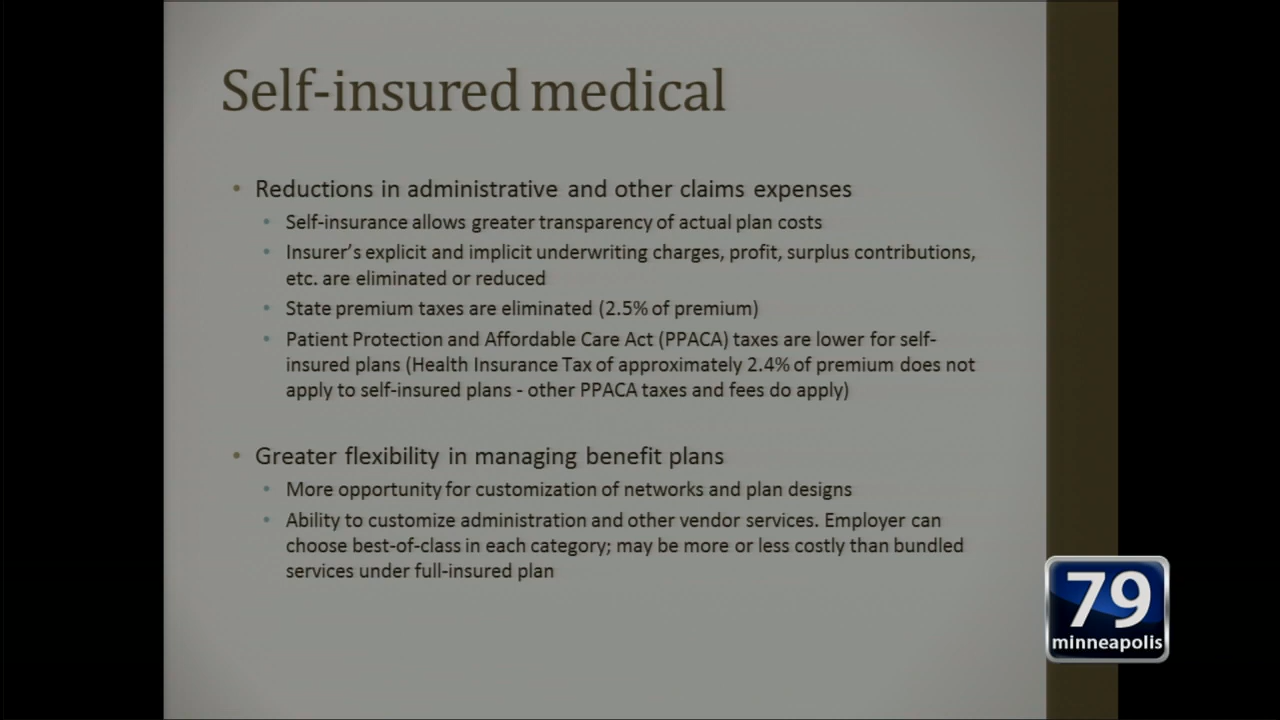 Self-insured medical
• Reductions in administrative and other claims expenses
• Self-insurance allows greater transparency of actual plan costs
• Insurer's explicit and implicit underwriting charges, profit, surplus contributions,
etc. are eliminated or reduced
• State premium taxes are eliminated (2.5% of premium)
• Patient Protection and Affordable Care Act (PPACA) taxes are lower for self-
insured plans (Health Insurance Tax of approximately 2.4% of premium does not
apply to self-insured plans - other PPACA taxes and fees do apply)
• Greater flexibility in managing benefit plans
• More opportunity for customization of networks and plan designs
• Ability to customize administration and other vendor services. Employer can
choose best-of-class in each category; may be more or less costly than bundled
services under full-insured plan
79
minneapolis